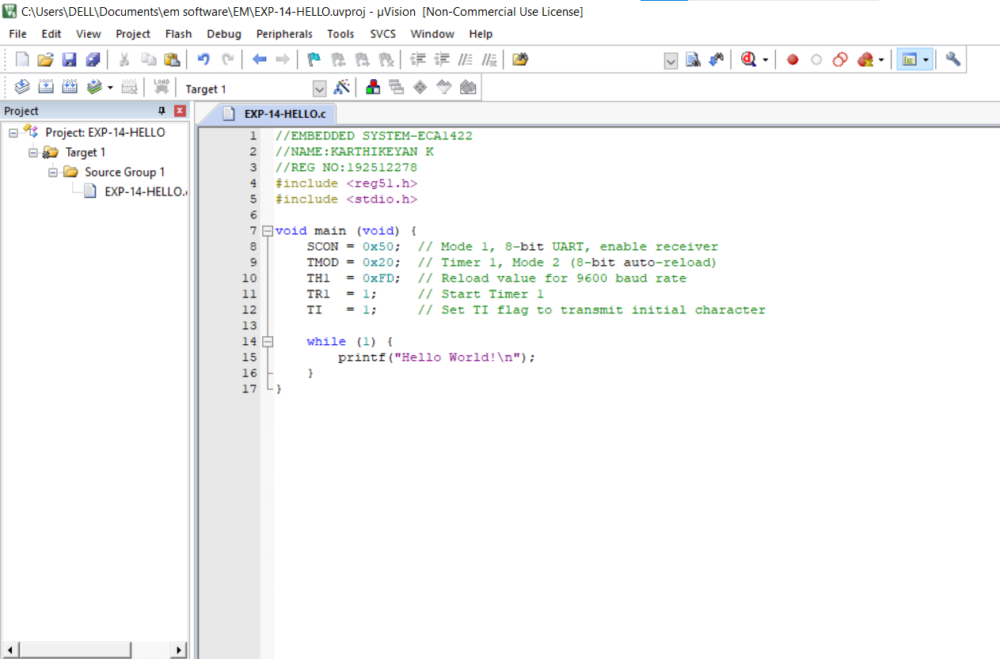 C:\Users\DELL\Documents\em software\EM\EXP-14-HELLO.uvproj - µVision [Non-Commercial Use License]
File Edit View Project Flash Debug Peripherals Tools SVCS Window Help
LOAD Target 1
Project
EXP-14-HELLO.c
Project: EXP-14-HELLO
Target 1
Source Group 1
EXP-14-HELLO.
1 //EMBEDDED SYSTEM-ECA1422
2 //NAME:KARTHIKEYAN K
3 //REG NO:192512278
4 #include <reg51.h>
5 #include <stdio.h>
6
7 void main (void) {
8 SCON = 0x50; // Mode 1, 8-bit UART, enable receiver
9 TMOD = 0x20; // Timer 1, Mode 2 (8-bit auto-reload)
10 TH1 = 0xFD; // Reload value for 9600 baud rate
11 TR1 = 1; // Start Timer 1
12 TI = 1; // Set TI flag to transmit initial character
13
14 while (1) {
15 printf("Hello World!\n");
16 }
17 }